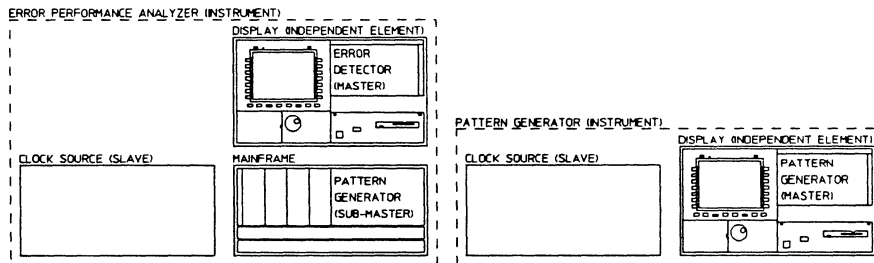 ERROR PERFORMANCE ANALYZER (INSTRUMENT)
DISPLAY (INDEPENDENT ELEMENT)
ERROR
DETECTOR
(MASTER)
CLOCK SOURCE (SLAVE)
MAINFRAME
PATTERN
GENERATOR
(SUB-MASTER)
PATTERN GENERATOR (INSTRUMENT)
DISPLAY (INDEPENDENT ELEMENT)
CLOCK SOURCE (SLAVE)
PATTERN
GENERATOR
(MASTER)